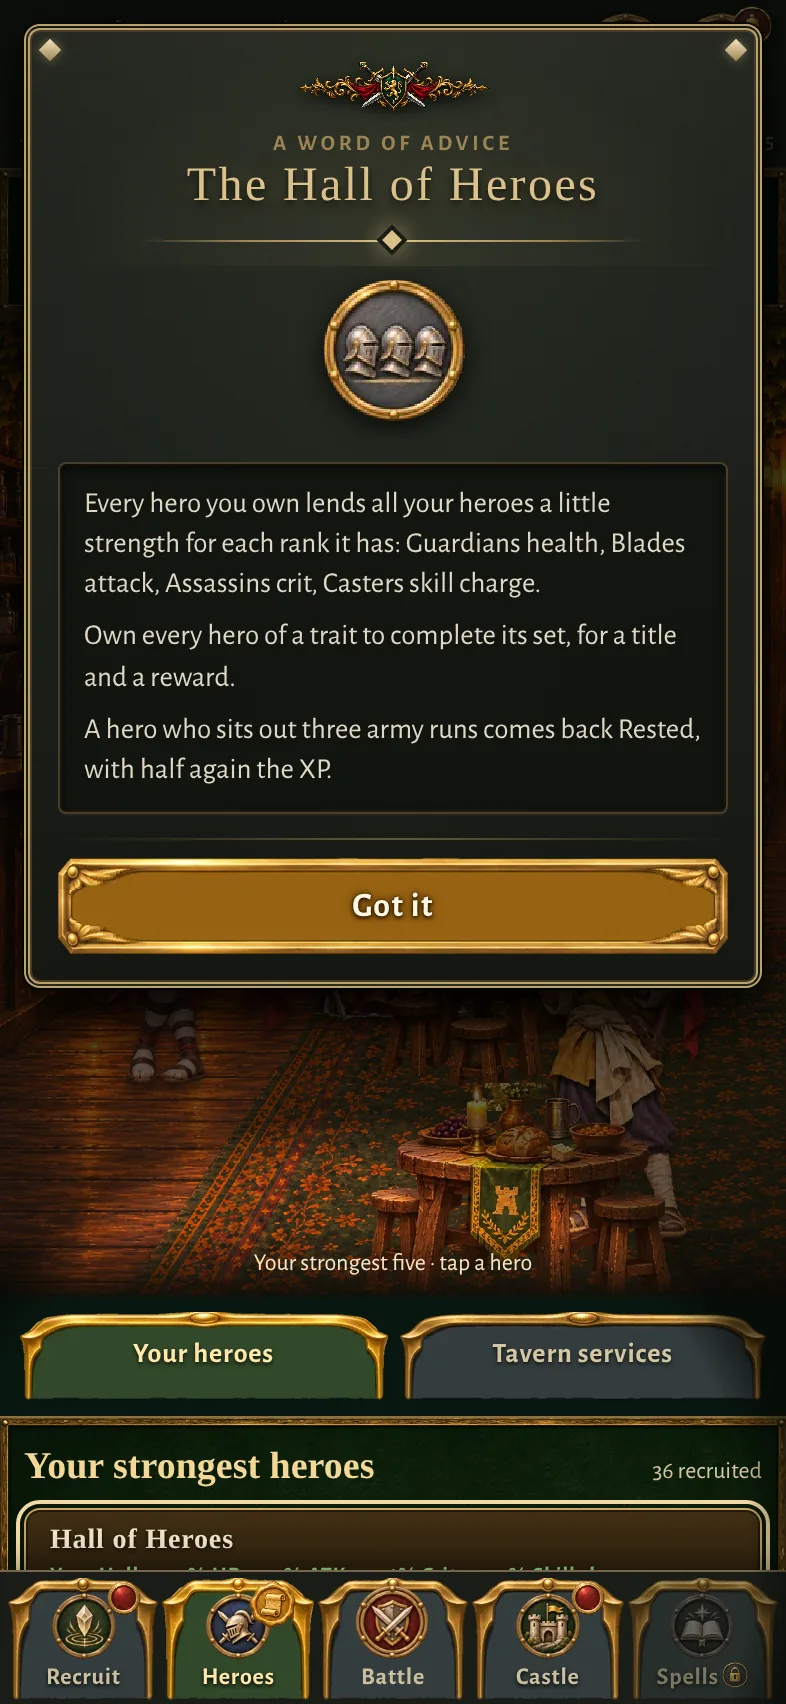 A WORD OF ADVICE
The Hall of Heroes
Every hero you own lends all your heroes a little
strength for each rank it has: Guardians health, Blades
attack, Assassins crit, Casters skill charge.
Own every hero of a trait to complete its set, for a title
and a reward.
A hero who sits out three army runs comes back Rested,
with half again the XP.
Got it
Your strongest five · tap a hero
Your heroes
Tavern services
Your strongest heroes
36 recruited
Hall of Heroes
Recruit
Heroes
Battle
Castle
Spells